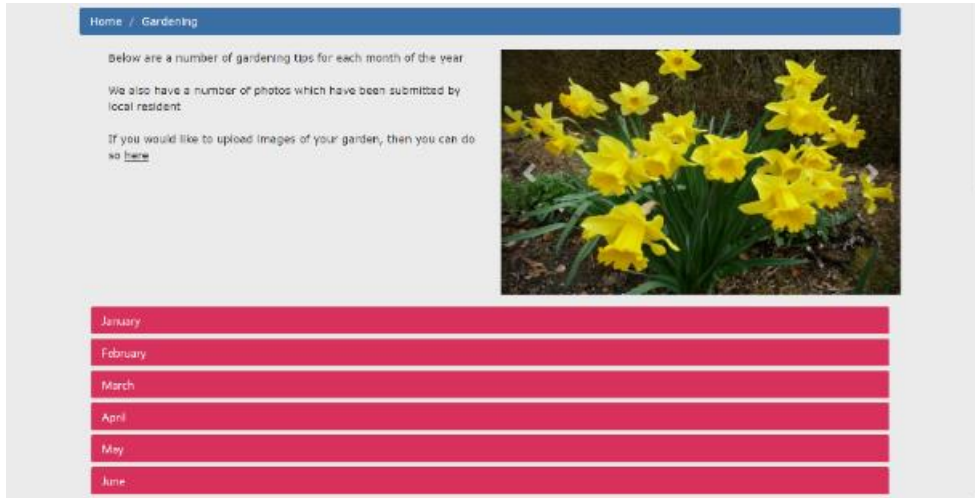 Home / Gardening
Below are a number of gardening tips for each month of the year
We also have a number of photos which have been submitted by
local resident
If you would like to upload images of your garden, then you can do
so here
January
February
March
April
May
June